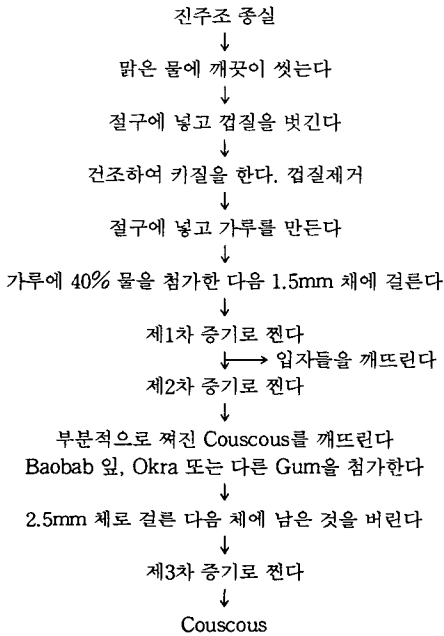 진주조 종실
↓
맑은 물에 깨끗이 씻는다
↓
절구에 넣고 껍질을 벗긴다
↓
건조하여 키질을 한다. 껍질제거
↓
절구에 넣고 가루를 만든다
↓
가루에 40% 물을 첨가한 다음 1.5mm 채에 걸른다
↓
제1차 증기로 찐다
↓→ 입자들을 깨뜨린다
제2차 증기로 찐다
↓
부분적으로 쪄진 Couscous를 깨뜨린다
Baobab 잎, Okra 또는 다른 Gum을 첨가한다
↓
2.5mm 체로 걸른 다음 체에 남은 것을 버린다
↓
제3차 증기로 찐다
↓
Couscous